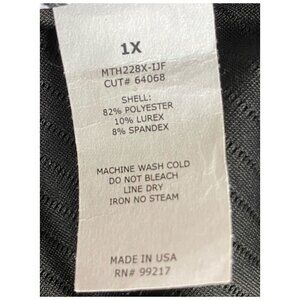 1X
MTH228X-IJF
CUT# 64068
SHELL:
82% POLYESTER
10% LUREX
8% SPANDEX
MACHINE WASH COLD
DO NOT BLEACH
LINE DRY
IRON NO STEAM
MADE IN USA
RN# 99217